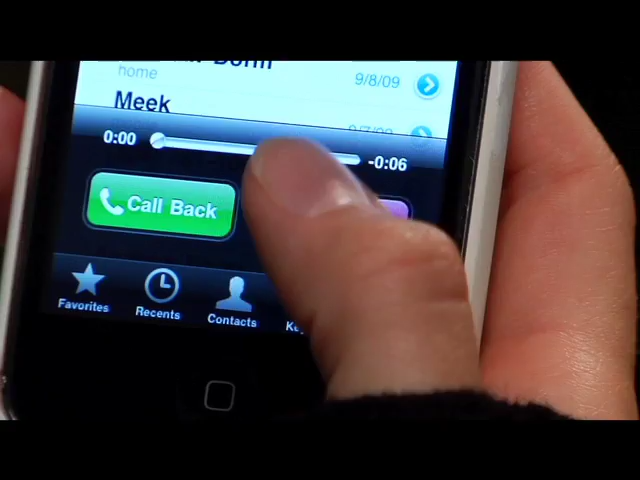 home
9/8/09
Meek
0:00
-0:06
Call Back
Favorites
Recents
Contacts